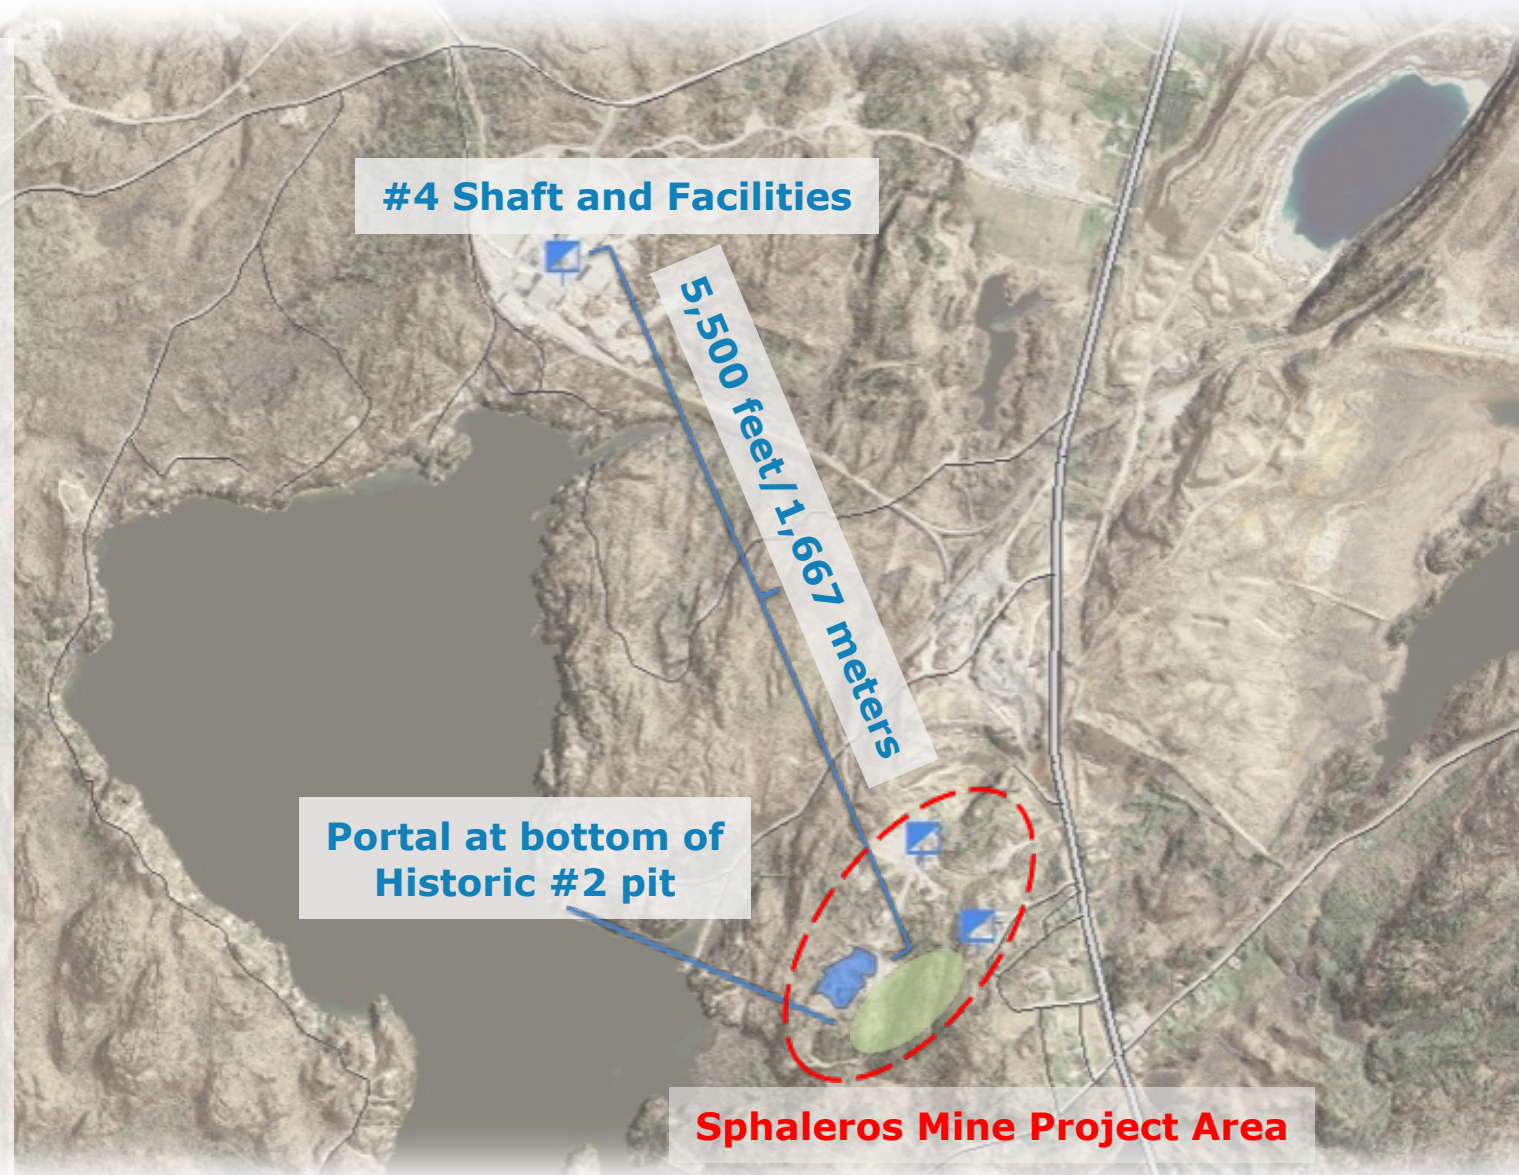 #4 Shaft and Facilities
5,500 feet/1,667 meters
Portal at bottom of
Historic #2 pit
Sphaleros Mine Project Area